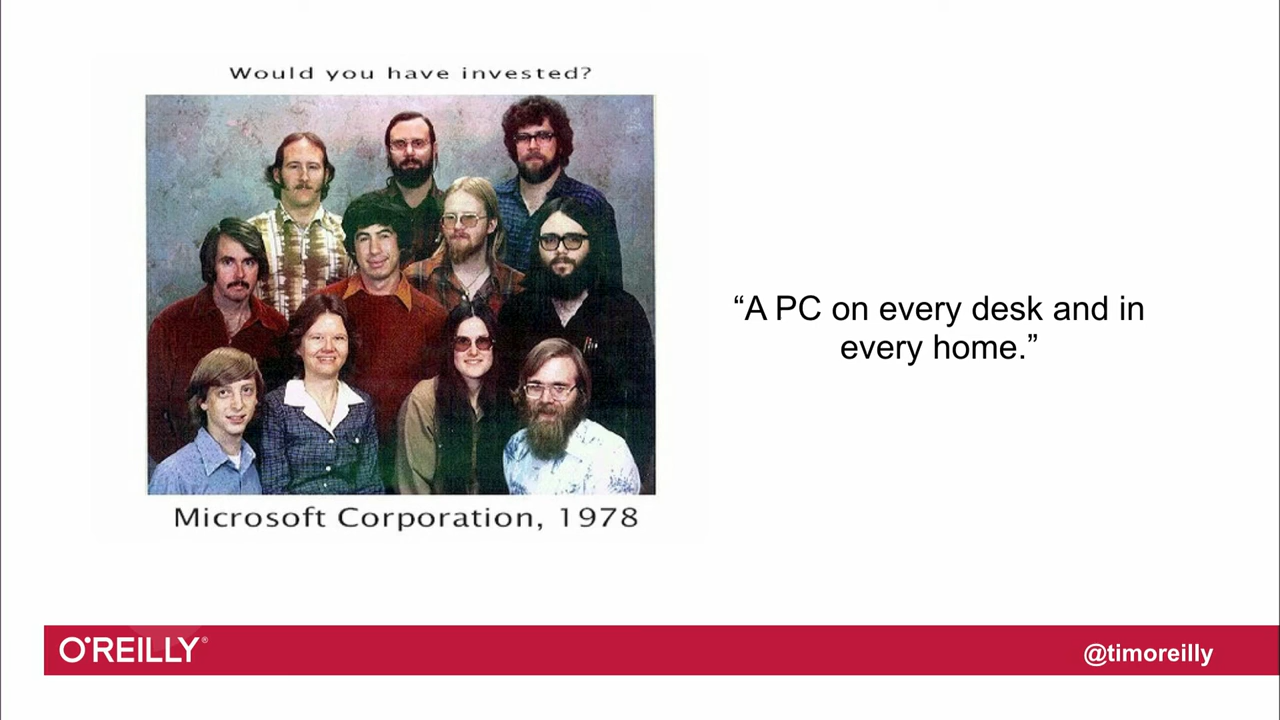 Would you have invested?
“A PC on every desk and in
every home.”
Microsoft Corporation, 1978
O'REILLY®
@timoreilly